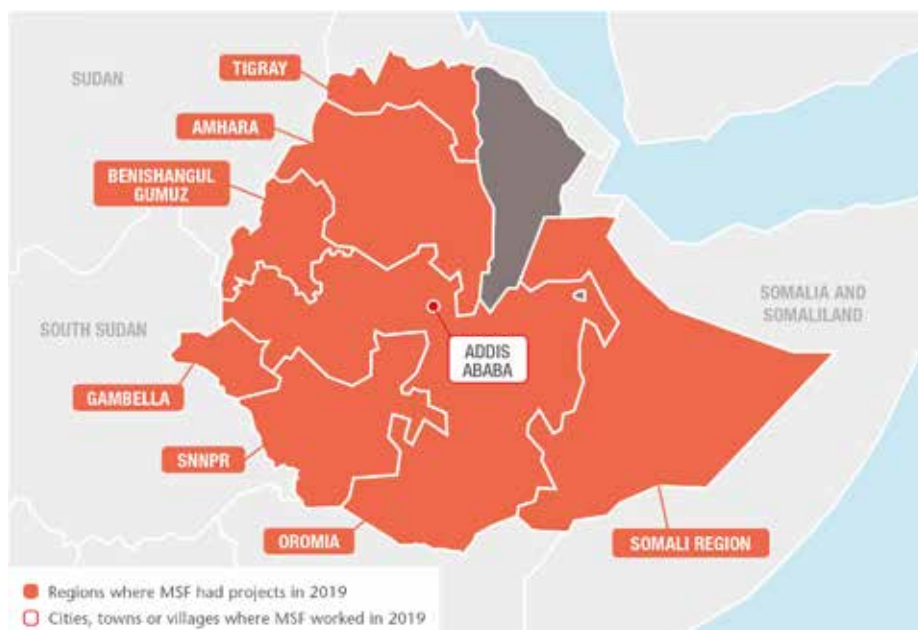 SUDAN
TIGRAY
AMHARA
BENISHANGUL
GUMUZ
SOUTH SUDAN
SOMALIA AND
SOMALILAND
ADDIS
ABABA
GAMBELLA
SNNPR
OROMIA
SOMALI REGION
Regions where MSF had projects in 2019
Cities, towns or villages where MSF worked in 2019